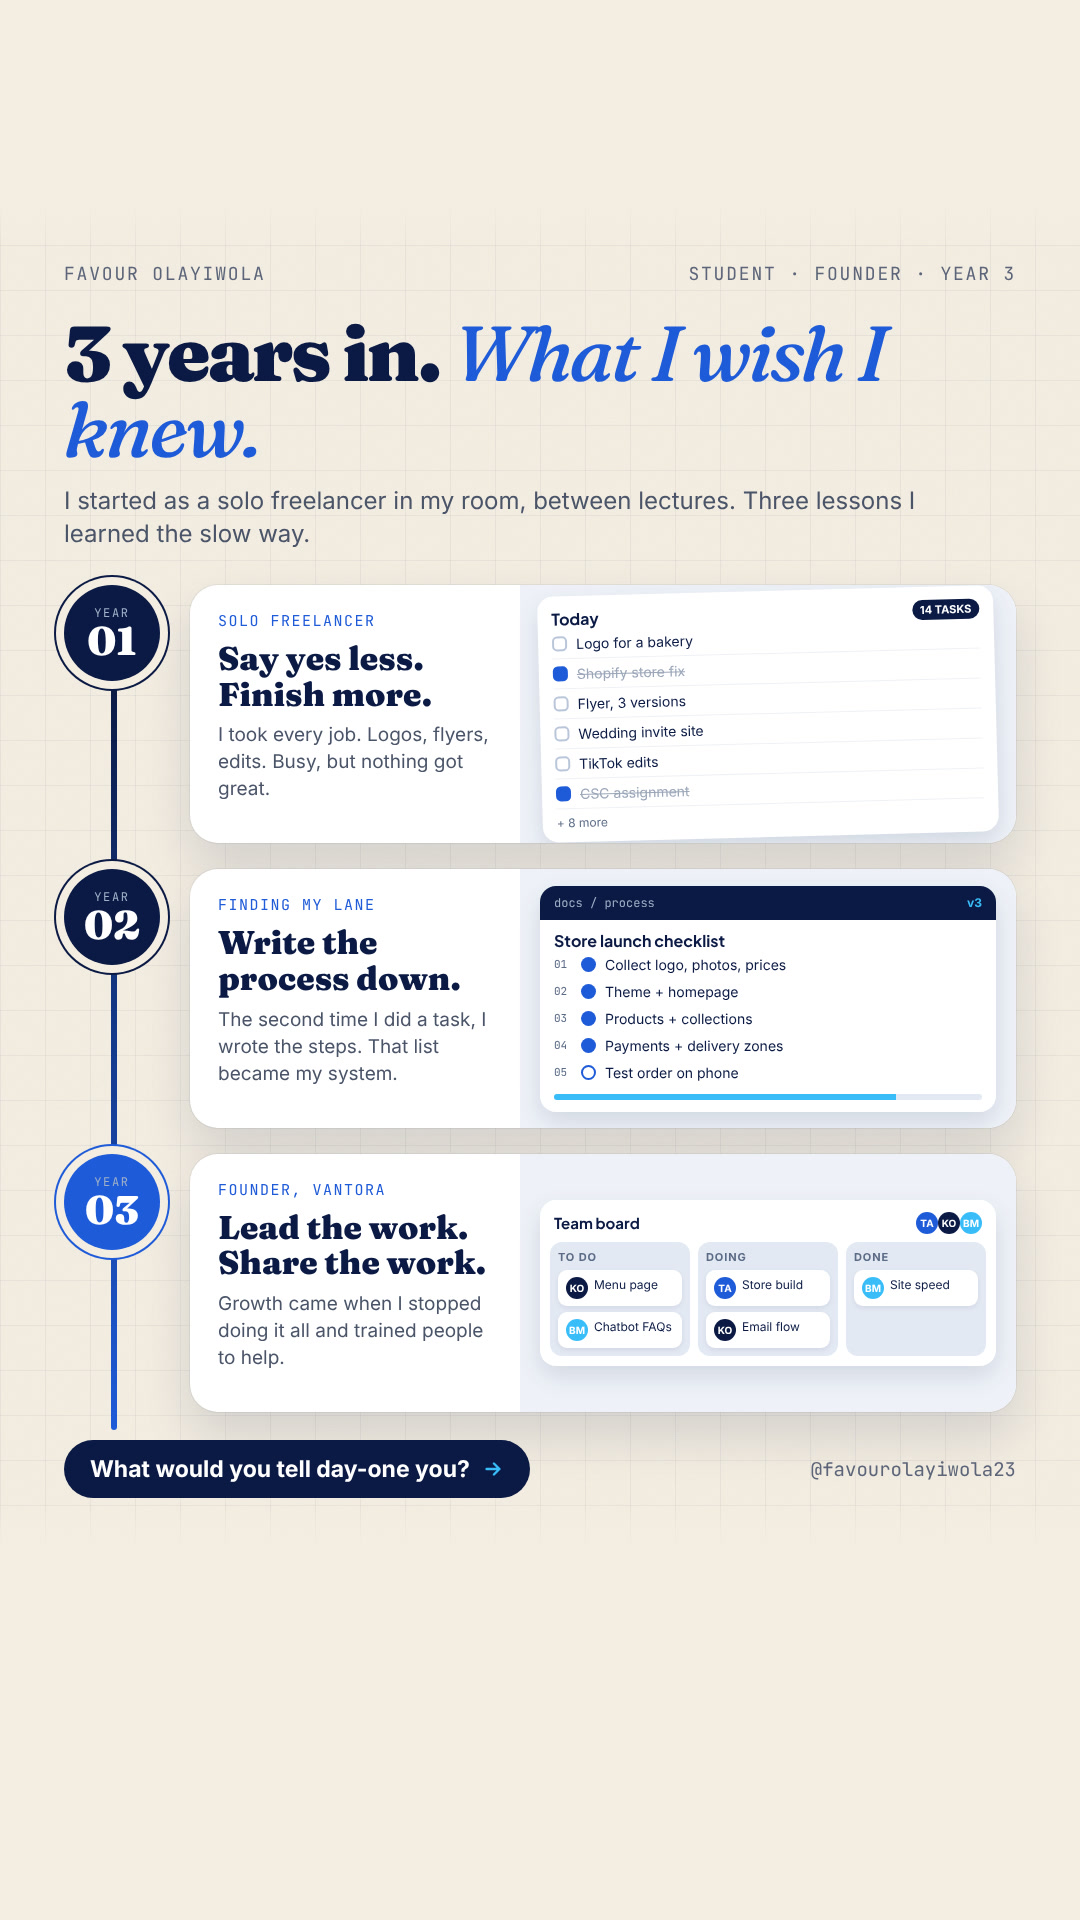 FAVOUR OLAYIWOLA
STUDENT · FOUNDER · YEAR 3
3 years in. What I wish I
knew.
I started as a solo freelancer in my room, between lectures. Three lessons I
learned the slow way.
YEAR
01
SOLO FREELANCER
Say yes less.
Finish more.
I took every job. Logos, flyers,
edits. Busy, but nothing got
great.
Today
14 TASKS
Logo for a bakery
Shopify store fix
Flyer, 3 versions
Wedding invite site
TikTok edits
CSC assignment
+ 8 more
YEAR
02
FINDING MY LANE
Write the
process down.
The second time I did a task, I
wrote the steps. That list
became my system.
docs / process
v3
Store launch checklist
01 Collect logo, photos, prices
02 Theme + homepage
03 Products + collections
04 Payments + delivery zones
05 Test order on phone
YEAR
03
FOUNDER, VANTORA
Lead the work.
Share the work.
Growth came when I stopped
doing it all and trained people
to help.
Team board
TA KO BM
TO DO
KO Menu page
BM Chatbot FAQs
DOING
TA Store build
KO Email flow
DONE
BM Site speed
What would you tell day-one you? →
@favourolayiwola23